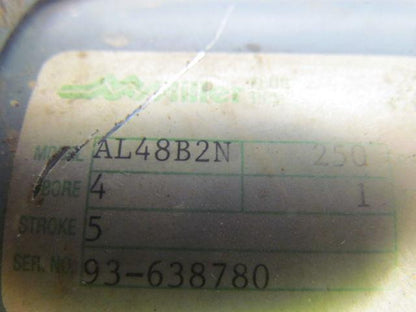 Miller
MODEL AL48B2N 250
BORE 4 1
STROKE 5
SER. NO. 93-638780